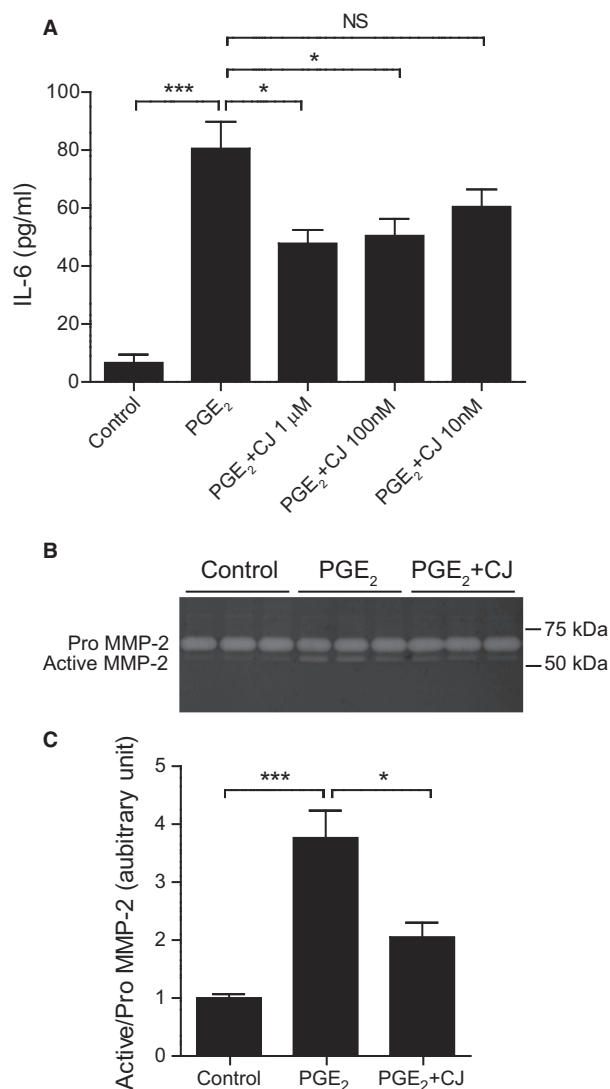 A
NS
*
*** *
100
80
60
40
20
0
IL-6 (pg/ml)
Control
PGE₂
PGE₂+CJ 1 μM
PGE₂+CJ 100nM
PGE₂+CJ 10nM
B
Control PGE₂ PGE₂+CJ
Pro MMP-2
Active MMP-2
75 kDa
50 kDa
C
*** *
5
4
3
2
1
0
Active/Pro MMP-2 (aubitrary unit)
Control PGE₂ PGE₂+CJ